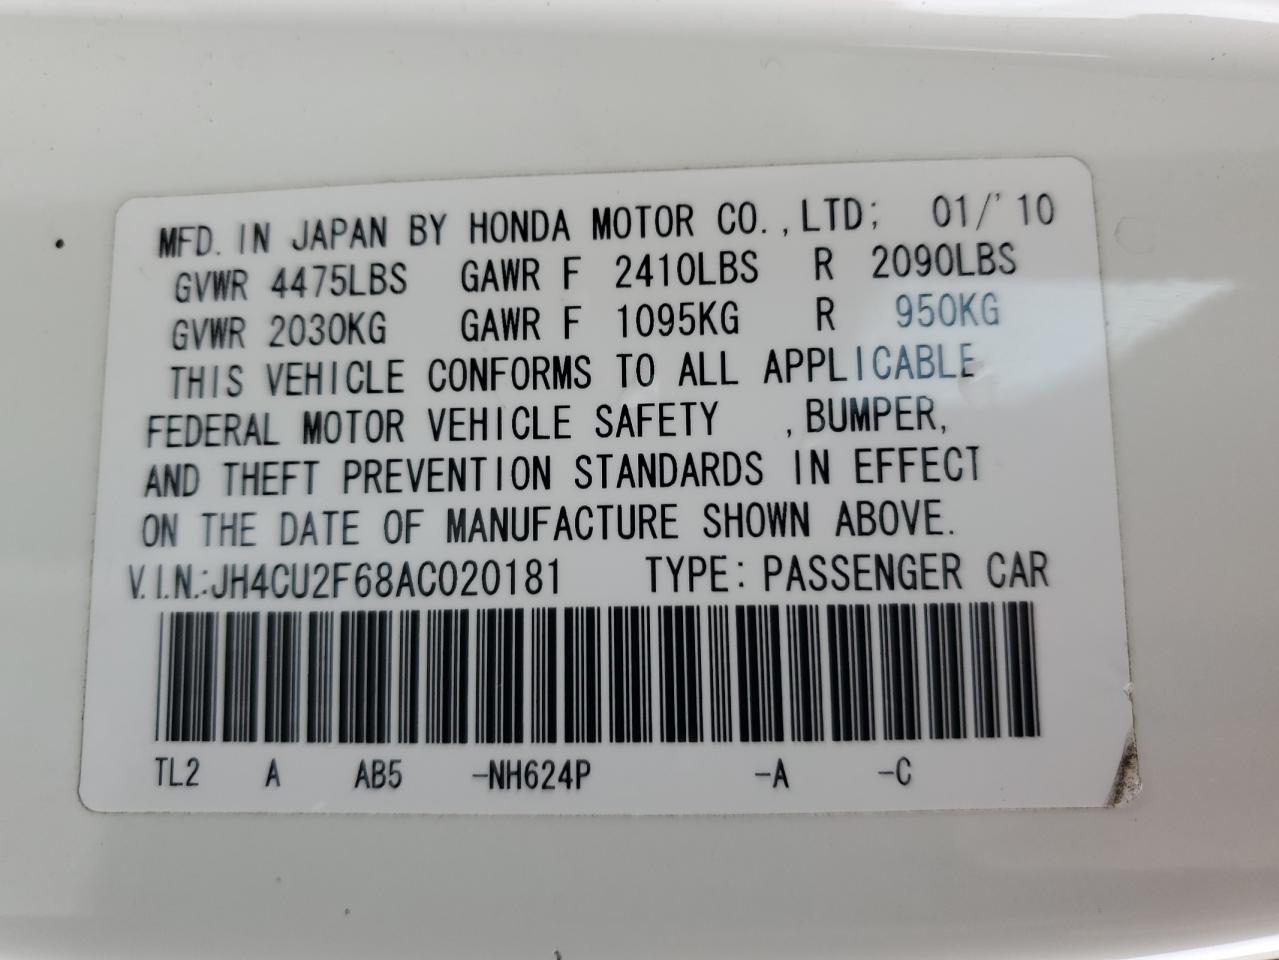 MFD. IN JAPAN BY HONDA MOTOR CO.,LTD; 01/'10
GVWR 4475LBS GAWR F 2410LBS R 2090LBS
GVWR 2030KG GAWR F 1095KG R 950KG
THIS VEHICLE CONFORMS TO ALL APPLICABLE
FEDERAL MOTOR VEHICLE SAFETY ,BUMPER,
AND THEFT PREVENTION STANDARDS IN EFFECT
ON THE DATE OF MANUFACTURE SHOWN ABOVE.
V.I.N.:JH4CU2F68AC020181 TYPE: PASSENGER CAR
TL2 A AB5 -NH624P -A -C